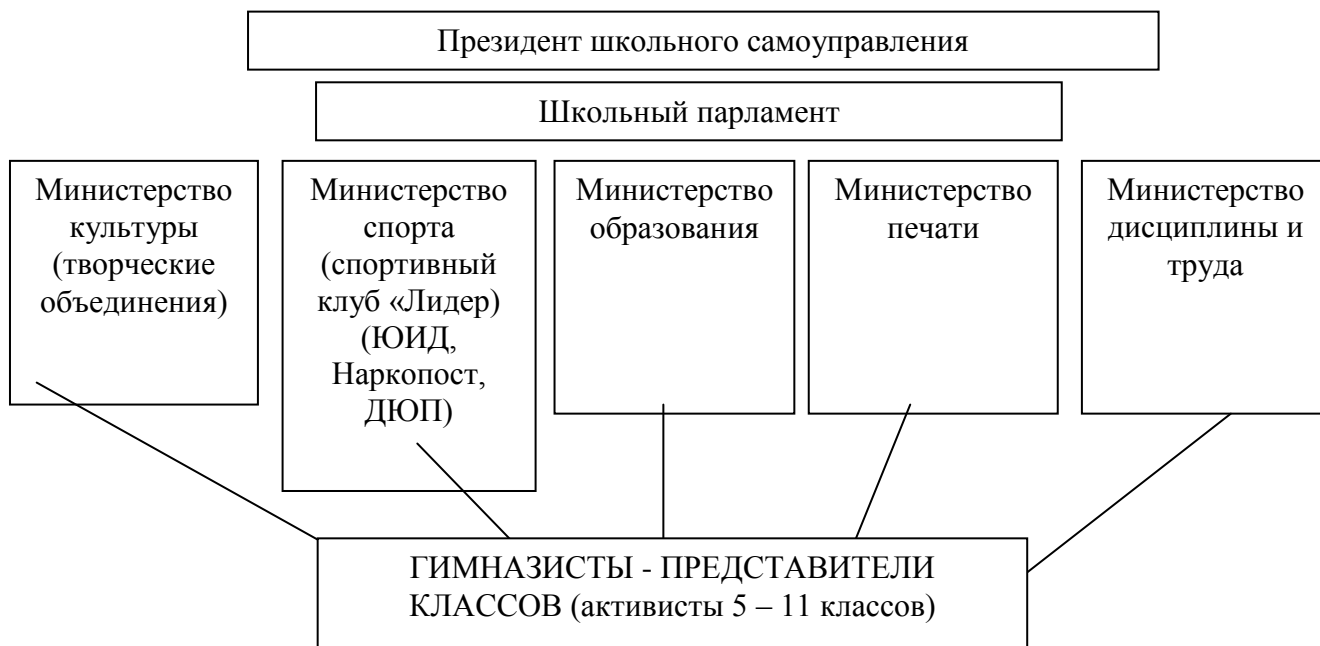 Президент школьного самоуправления
Школьный парламент
Министерство
культуры
(творческие
объединения)
Министерство
спорта
(спортивный
клуб «Лидер)
(ЮИД,
Наркопост,
ДЮП)
Министерство
образования
Министерство
печати
Министерство
дисциплины и
труда
ГИМНАЗИСТЫ - ПРЕДСТАВИТЕЛИ
КЛАССОВ (активисты 5 – 11 классов)